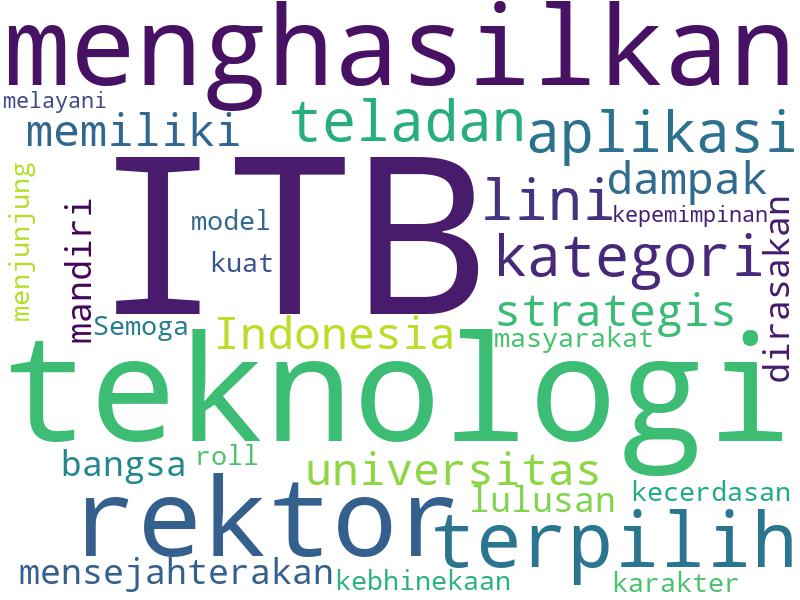 menghasilkan
melayani
memiliki
teladan
aplikasi
ITB
lini
dampak
kepemimpinan
kategori
menjunjung
mandiri
model
kuat
dirasakan
Semoga
Indonesia
strategis
masyarakat
teknologi
bangsa
roll
universitas
lulusan
kecerdasan
rektor
terpilih
mensejahterakan
kebhinekaan
karakter